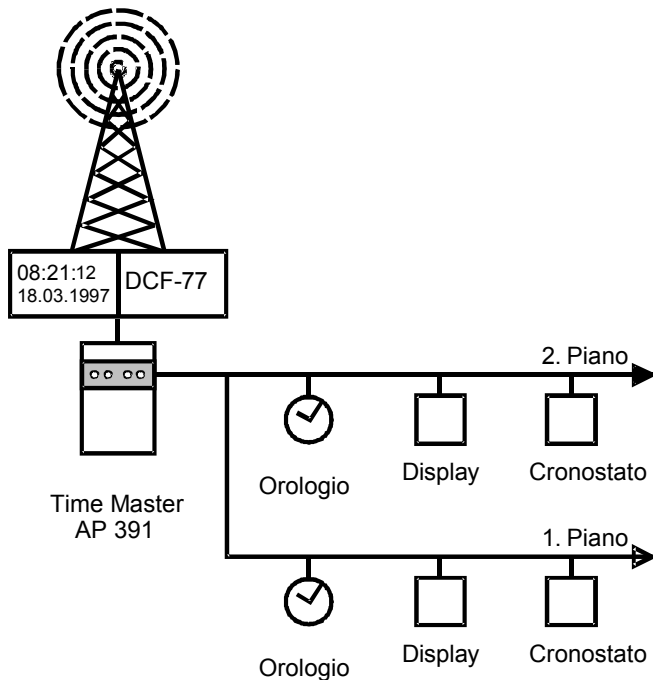 08:21:12
18.03.1997
DCF-77
2. Piano
Orologio
Display
Cronostato
Time Master
AP 391
1. Piano
Orologio
Display
Cronostato